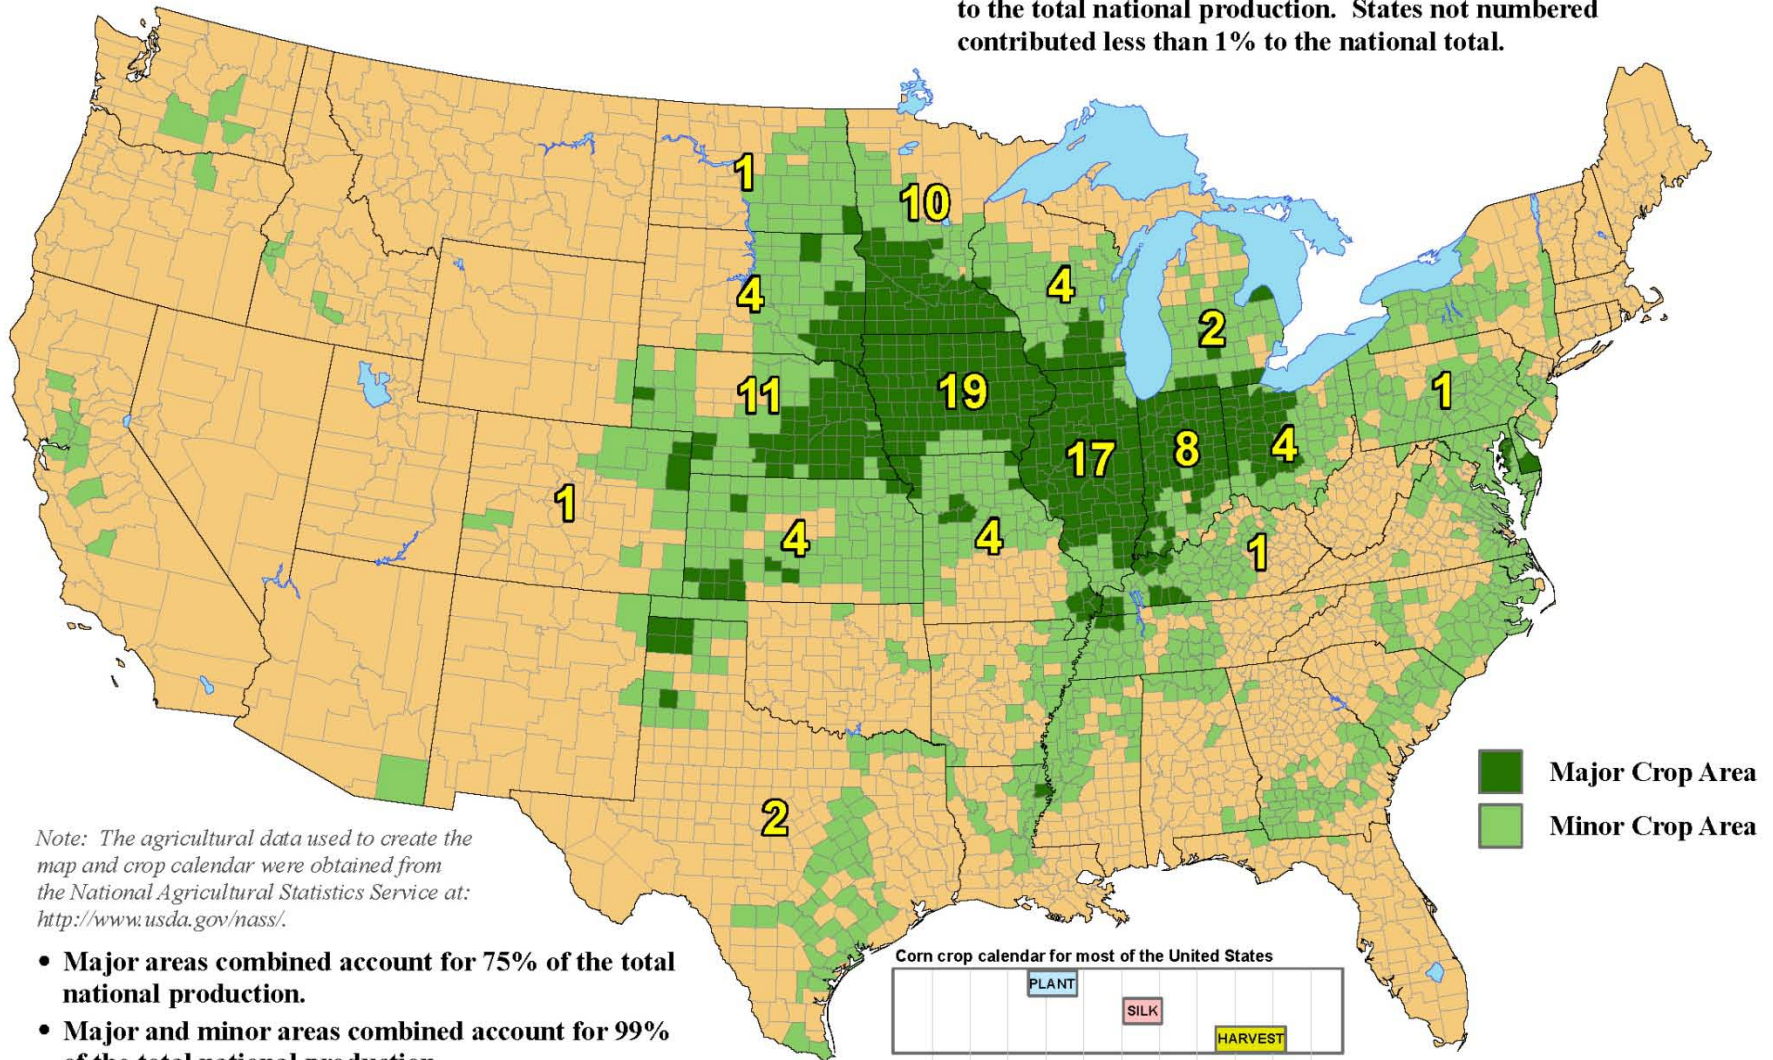 to the total national production. States not numbered
contributed less than 1% to the national total.
1
10
4
4
2
11
19
1
17
8
4
1
4
4
1
2
Major Crop Area
Minor Crop Area
Note: The agricultural data used to create the
map and crop calendar were obtained from
the National Agricultural Statistics Service at:
http://www.usda.gov/nass/.
• Major areas combined account for 75% of the total
national production.
• Major and minor areas combined account for 99%
of the total national production.
Corn crop calendar for most of the United States
PLANT
SILK
HARVEST